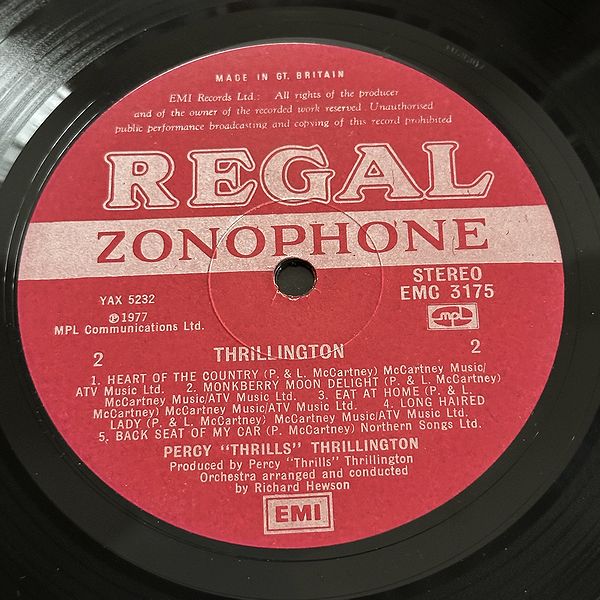 MADE IN GT. BRITAIN
EMI Records Ltd.: All rights of the producer
and of the owner of the recorded work reserved. Unauthorised
public performance broadcasting and copying of this record prohibited
REGAL
ZONOPHONE
STEREO
EMC 3175
YAX 5232
℗1977
MPL Communications Ltd.
mpl
2
THRILLINGTON
2
1. HEART OF THE COUNTRY (P. & L. McCartney) McCartney Music/
ATV Music Ltd. 2. MONKBERRY MOON DELIGHT (P. & L. McCartney)
McCartney Music/ATV Music Ltd. 3. EAT AT HOME (P. & L.
McCartney) McCartney Music/ATV Music Ltd. 4. LONG HAIRED
LADY (P. & L. McCartney) McCartney Music/ATV Music Ltd.
5. BACK SEAT OF MY CAR (P. McCartney) Northern Songs Ltd.
PERCY "THRILLS" THRILLINGTON
Produced by Percy "Thrills" Thrillington
Orchestra arranged and conducted
by Richard Hewson
EMI